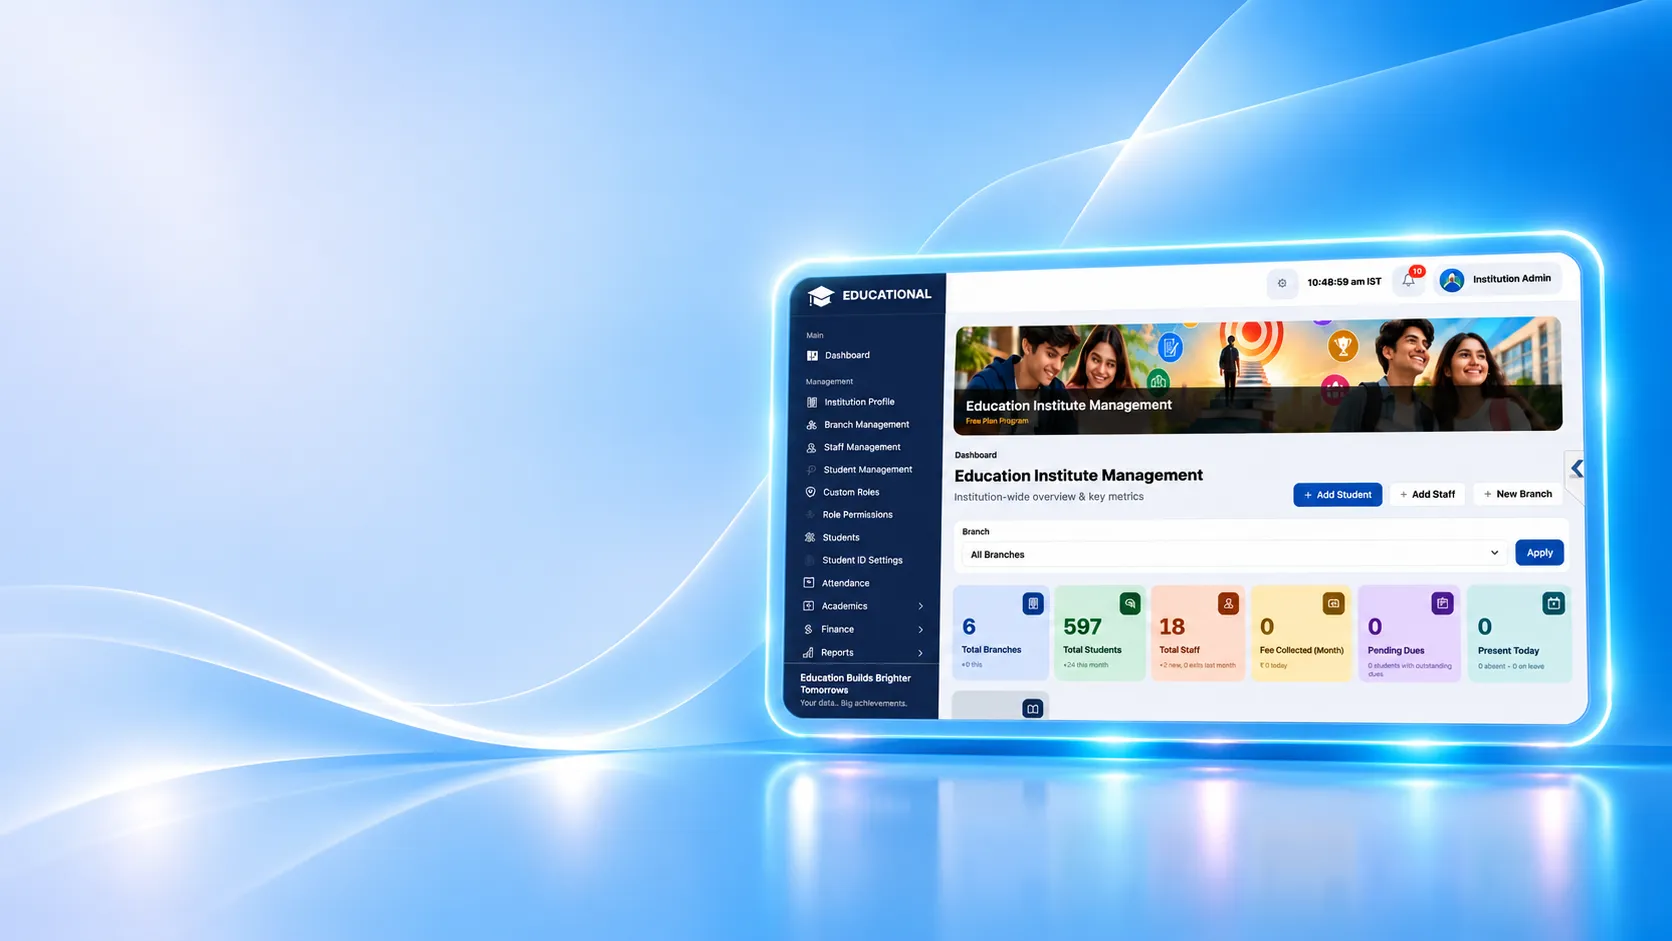 EDUCATIONAL
10:48:59 am IST
10
Institution Admin
Main
Dashboard
Management
Institution Profile
Branch Management
Staff Management
Student Management
Custom Roles
Role Permissions
Students
Student ID Settings
Attendance
Academics
Finance
Reports
Education Builds Brighter
Tomorrows
Your data.. Big achievements.
Education Institute Management
Free Plan Program
Dashboard
Education Institute Management
Institution-wide overview & key metrics
+ Add Student
+ Add Staff
+ New Branch
Branch
All Branches
Apply
6
Total Branches
+0 this
597
Total Students
+24 this month
18
Total Staff
+2 new, 0 exits last month
0
Fee Collected (Month)
₹ 0 today
0
Pending Dues
0 students with outstanding
dues
0
Present Today
0 absent - 0 on leave